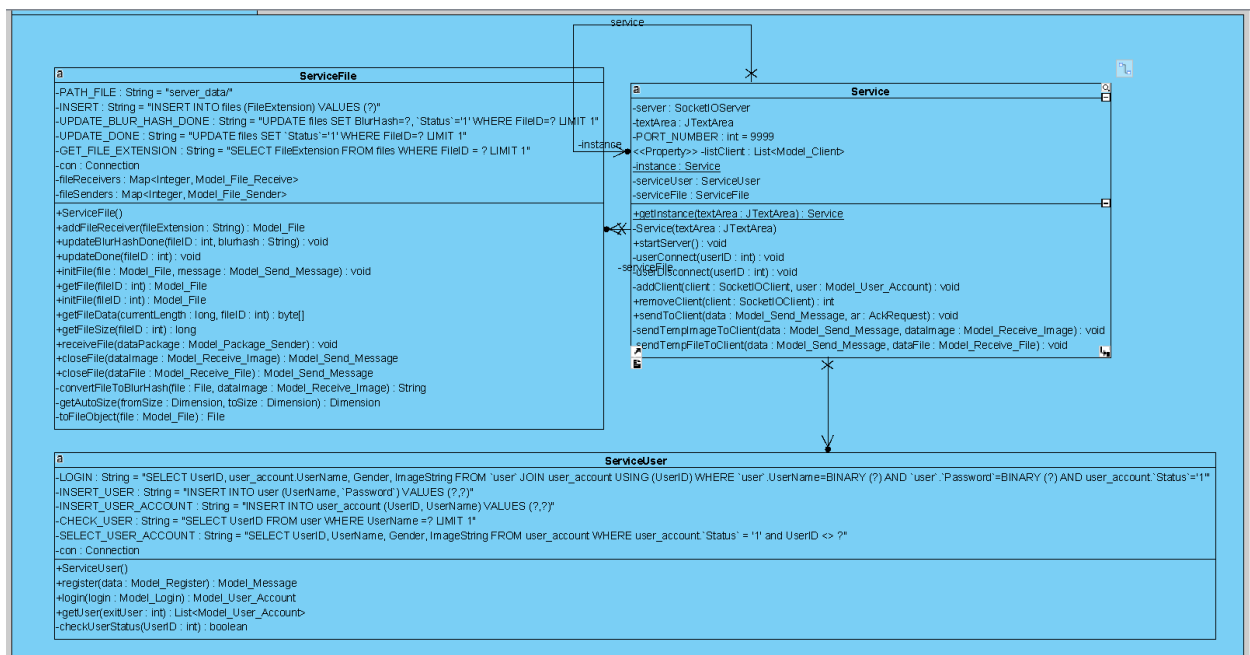 service
a
ServiceFile
-PATH_FILE : String = "server_data/"
-INSERT : String = "INSERT INTO files (FileExtension) VALUES (?)"
-UPDATE_BLUR_HASH_DONE : String = "UPDATE files SET BlurHash=?, `Status`='1' WHERE FileID=? LIMIT 1"
-UPDATE_DONE : String = "UPDATE files SET `Status`='1' WHERE FileID=? LIMIT 1"
-GET_FILE_EXTENSION : String = "SELECT FileExtension FROM files WHERE FileID = ? LIMIT 1"
-con : Connection
-fileReceivers : Map<Integer, Model_File_Receive>
-fileSenders : Map<Integer, Model_File_Sender>
+ServiceFile()
+addFileReceiver(fileExtension : String) : Model_File
+updateBlurHashDone(fileID : int, blurhash : String) : void
+updateDone(fileID : int) : void
+initFile(file : Model_File, message : Model_Send_Message) : void
+getFile(fileID : int) : Model_File
+initFile(fileID : int) : Model_File
+getFileData(currentLength : long, fileID : int) : byte[]
+getFileSize(fileID : int) : long
+receiveFile(dataPackage : Model_Package_Sender) : void
+closeFile(dataImage : Model_Receive_Image) : Model_Send_Message
+closeFile(dataFile : Model_Receive_File) : Model_Send_Message
-convertFileToBlurHash(file : File, dataImage : Model_Receive_Image) : String
-getAutoSize(fromSize : Dimension, toSize : Dimension) : Dimension
-toFileObject(file : Model_File) : File
-instance
a
Service
-server : SocketIOServer
-textArea : JTextArea
-PORT_NUMBER : int = 9999
<<Property>> -listClient : List<Model_Client>
-instance : Service
-serviceUser : ServiceUser
-serviceFile : ServiceFile
+getInstance(textArea : JTextArea) : Service
-Service(textArea : JTextArea)
+startServer() : void
-userConnect(userID : int) : void
-serviceFile
-userDisconnect(userID : int) : void
-addClient(client : SocketIOClient, user : Model_User_Account) : void
+removeClient(client : SocketIOClient) : int
-sendToClient(data : Model_Send_Message, ar : AckRequest) : void
-sendTempImageToClient(data : Model_Send_Message, dataImage : Model_Receive_Image) : void
-sendTempFileToClient(data : Model_Send_Message, dataFile : Model_Receive_File) : void
a
ServiceUser
-LOGIN : String = "SELECT UserID, user_account.UserName, Gender, ImageString FROM `user` JOIN user_account USING (UserID) WHERE `user`.UserName=BINARY (?) AND `user`.`Password`=BINARY (?) AND user_account.`Status`='1'"
-INSERT_USER : String = "INSERT INTO user (UserName, `Password`) VALUES (?,?)"
-INSERT_USER_ACCOUNT : String = "INSERT INTO user_account (UserID, UserName) VALUES (?,?)"
-CHECK_USER : String = "SELECT UserID FROM user WHERE UserName =? LIMIT 1"
-SELECT_USER_ACCOUNT : String = "SELECT UserID, UserName, Gender, ImageString FROM user_account WHERE user_account.`Status` = '1' and UserID <> ?"
-con : Connection
+ServiceUser()
+register(data : Model_Register) : Model_Message
+login(login : Model_Login) : Model_User_Account
+getUser(exitUser : int) : List<Model_User_Account>
-checkUserStatus(UserID : int) : boolean